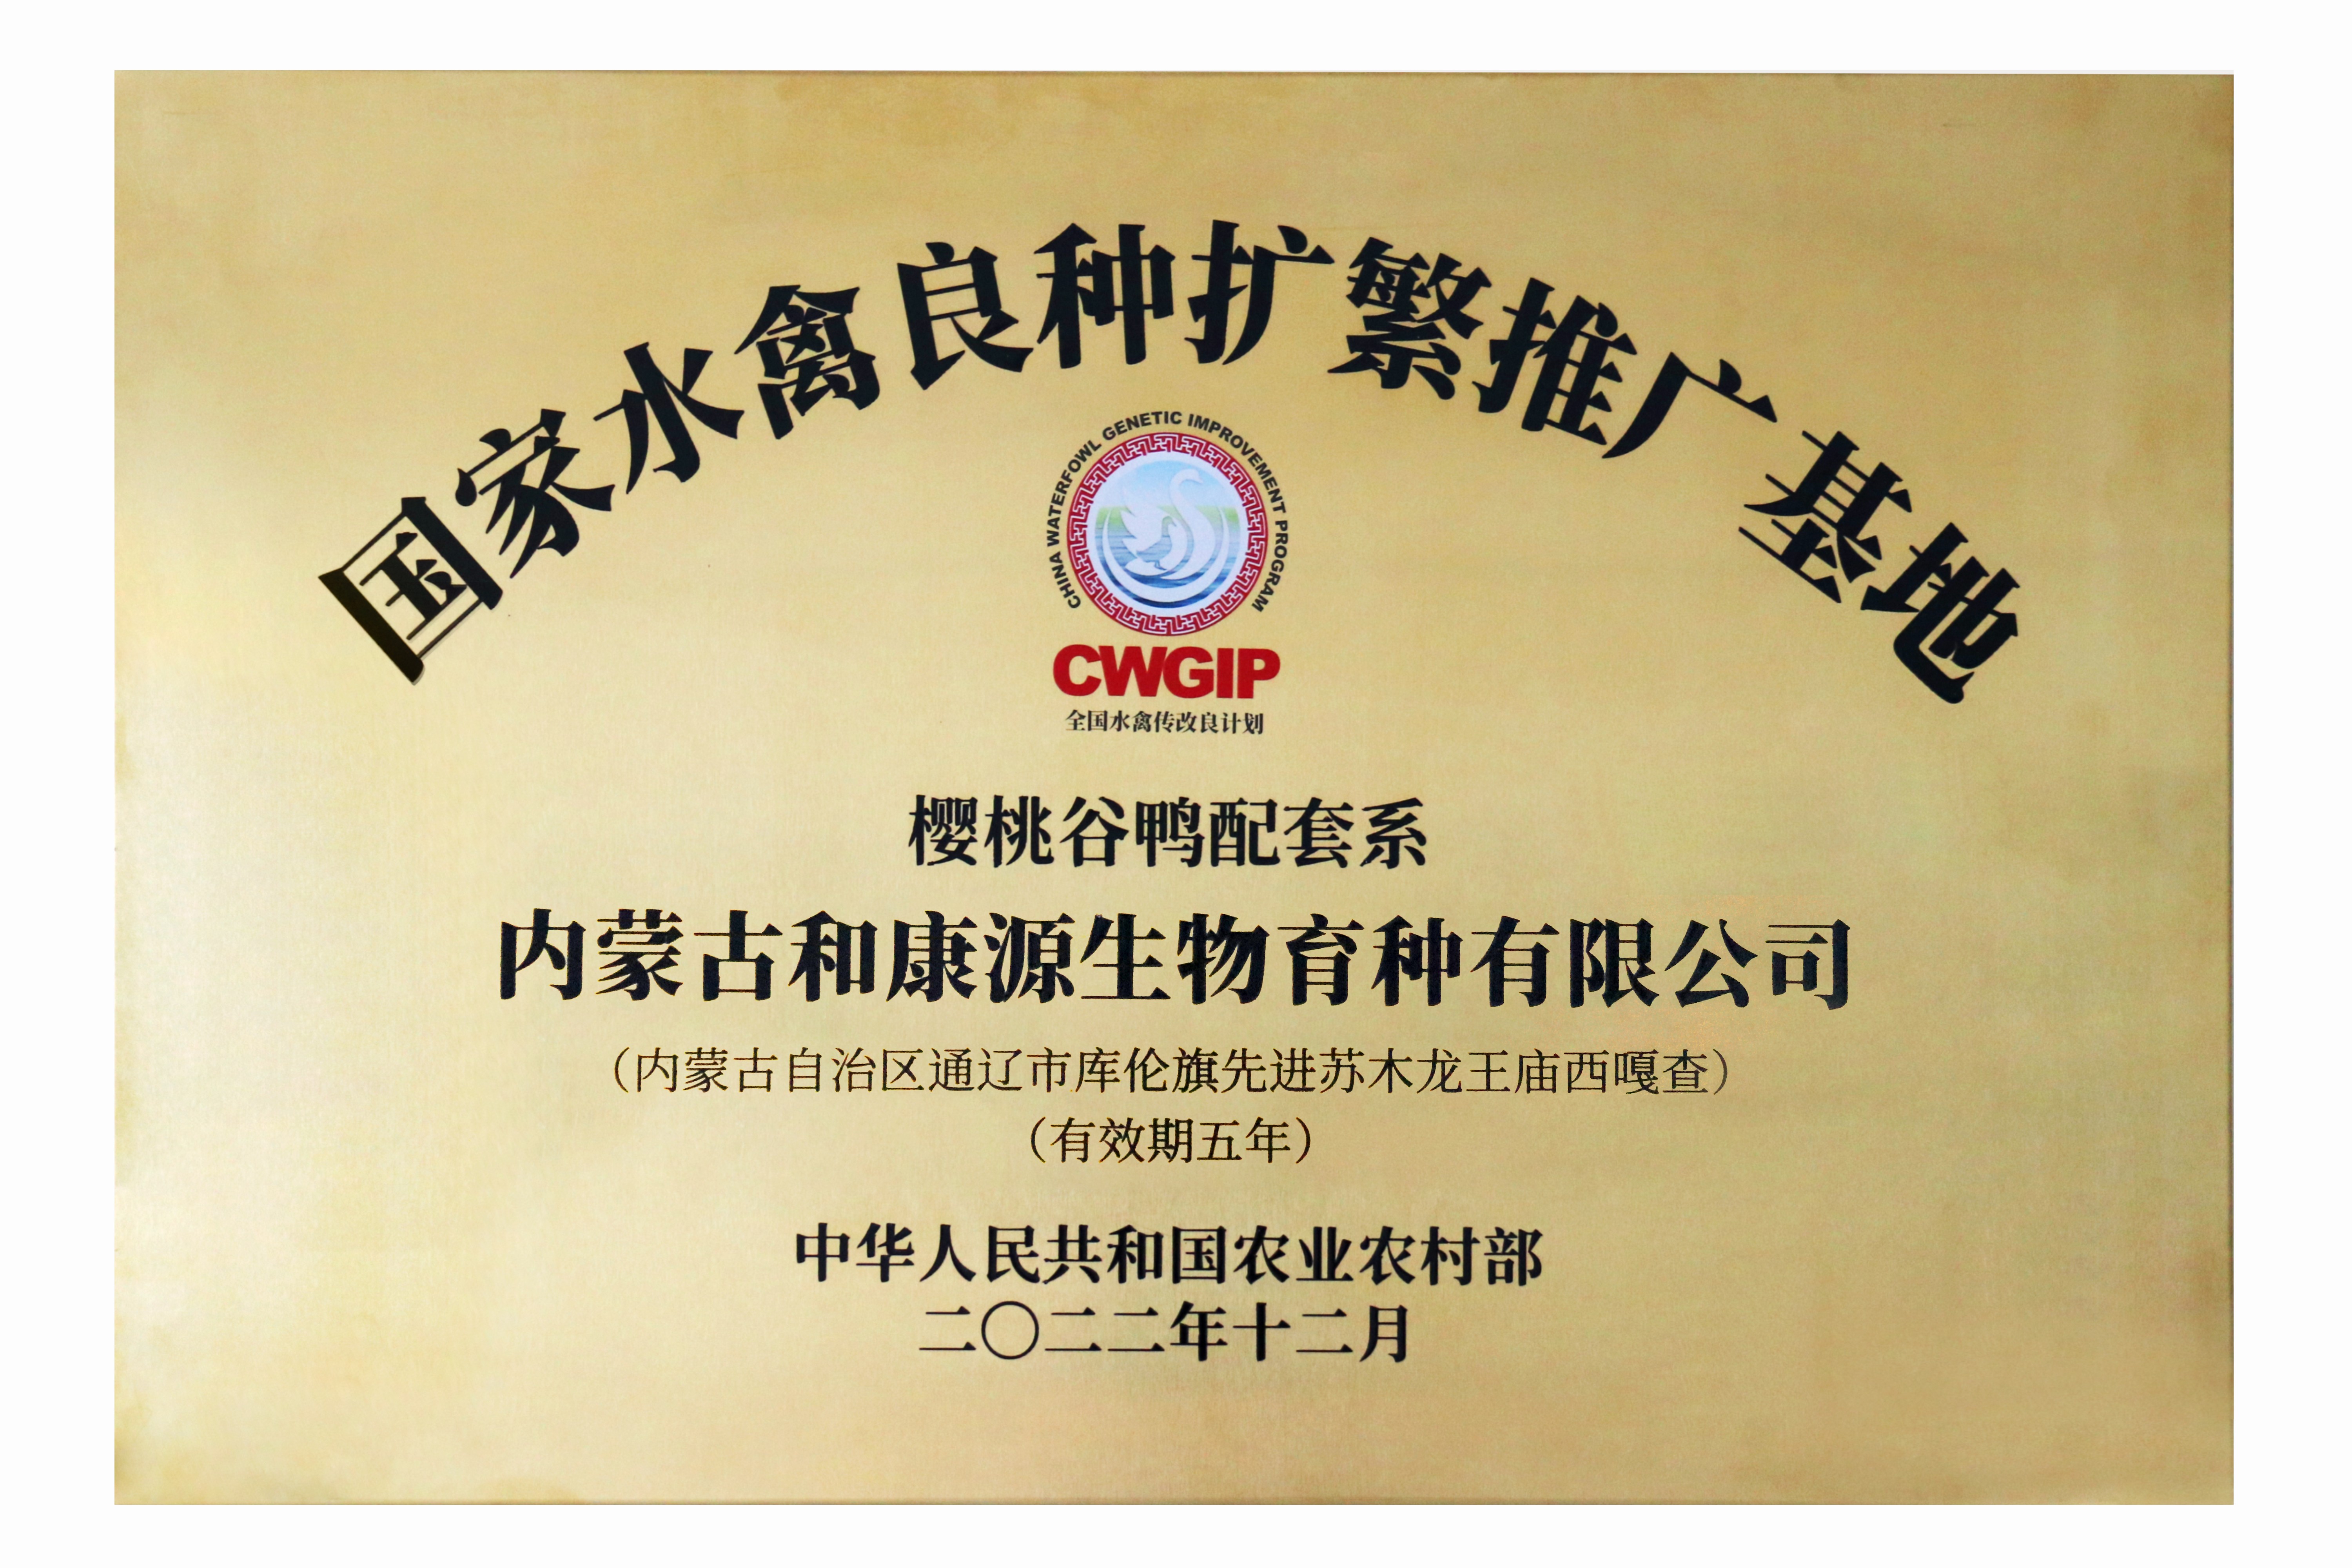 国家水禽良种扩繁推广基地
CHINA WATERFOWL GENETIC IMPROVEMENT PROGRAM
CWGIP
全国水禽传改良计划
樱桃谷鸭配套系
内蒙古和康源生物育种有限公司
（内蒙古自治区通辽市库伦旗先进苏木龙王庙西嘎查）
（有效期五年）
中华人民共和国农业农村部
二〇二二年十二月